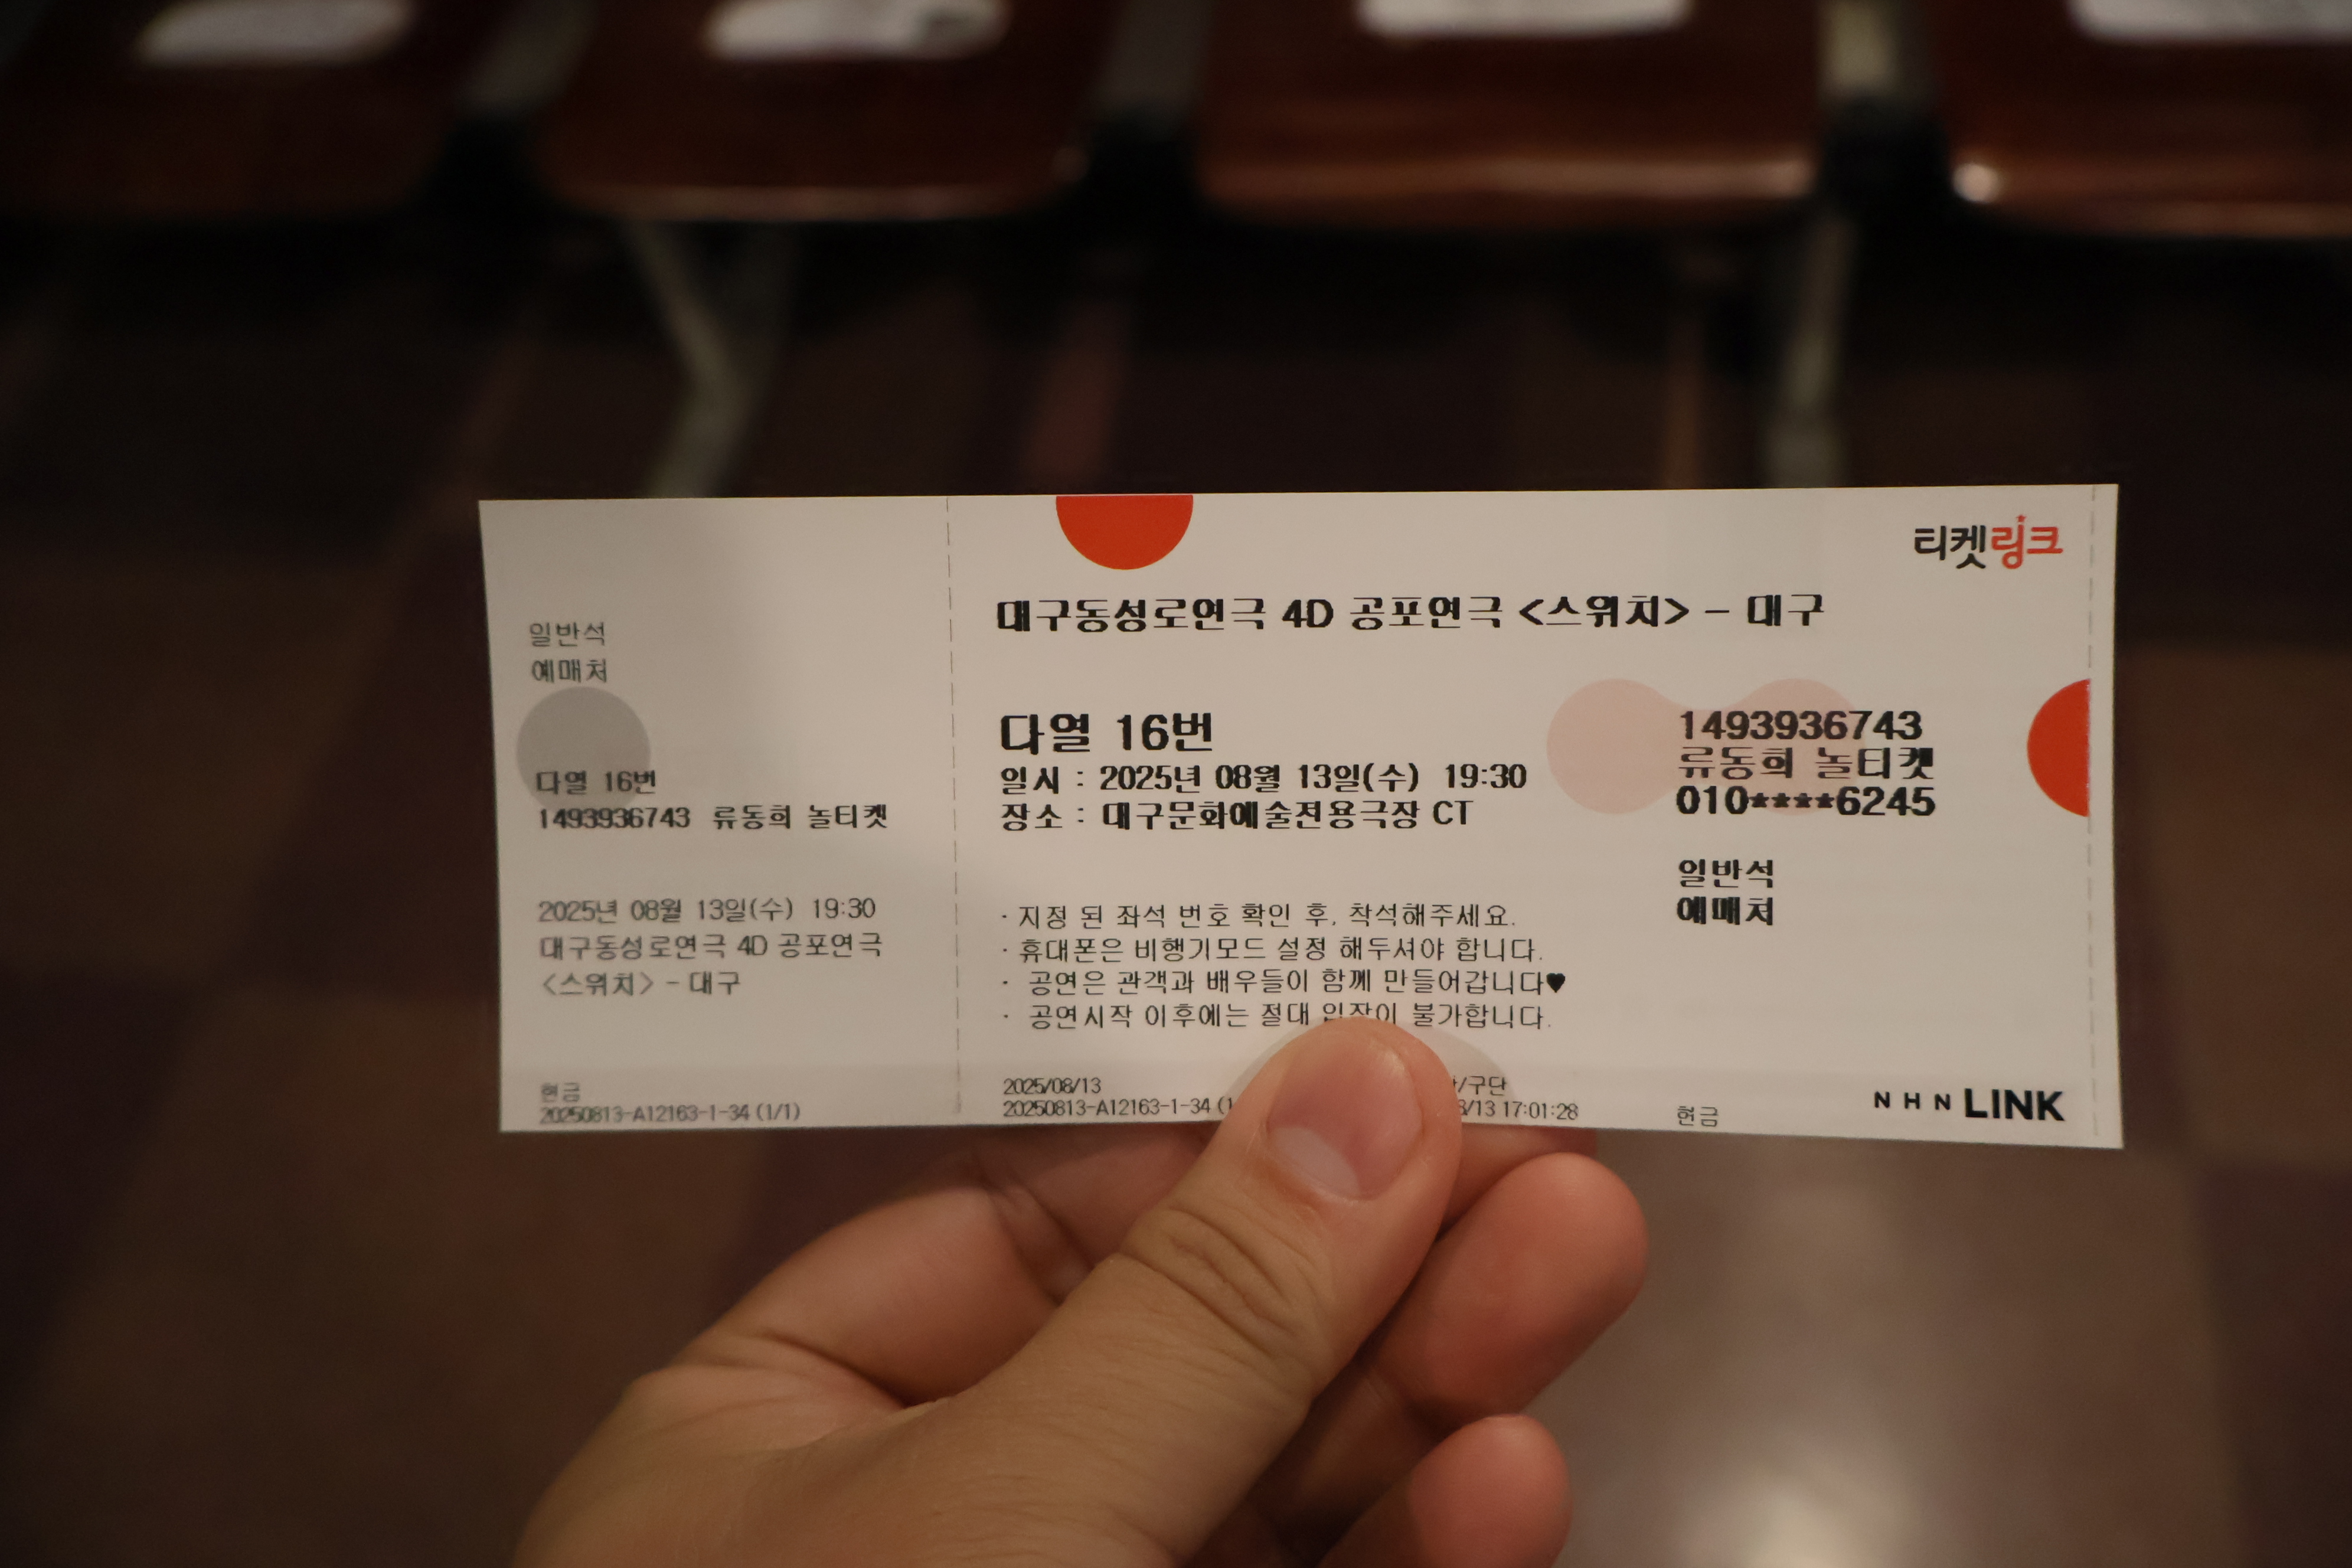 일반석
예매처
다열 16번
1493936743 류동희 놀티켓
2025년 08월 13일(수) 19:30
대구동성로연극 4D 공포연극
<스위치> - 대구
현금
20250813-A12163-1-34 (1/1)
티켓링크
대구동성로연극 4D 공포연극 <스위치> - 대구
다열 16번
일시 : 2025년 08월 13일(수) 19:30
장소 : 대구문화예술전용극장 CT
1493936743
류동희 놀티켓
010****6245
일반석
예매처
· 지정 된 좌석 번호 확인 후, 착석해주세요.
· 휴대폰은 비행기모드 설정 해두셔야 합니다.
· 공연은 관객과 배우들이 함께 만들어갑니다♥
· 공연시작 이후에는 절대 입장이 불가합니다.
2025/08/13
/구단
20250813-A12163-1-34 (1
/13 17:01:28
현금
NHN LINK